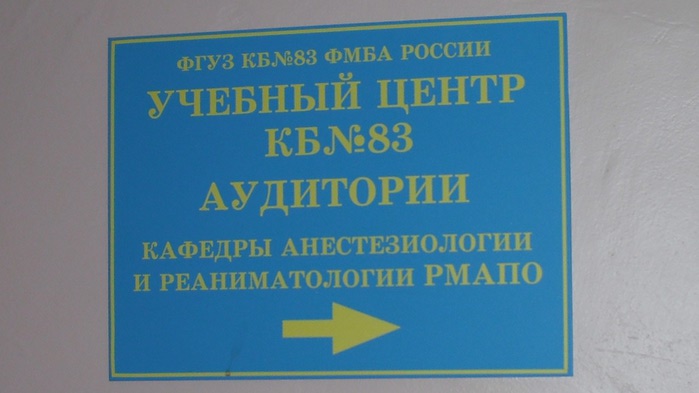 ФГУЗ КБ№83 ФМБА РОССИИ
УЧЕБНЫЙ ЦЕНТР
КБ№83
АУДИТОРИИ
КАФЕДРЫ АНЕСТЕЗИОЛОГИИ
И РЕАНИМАТОЛОГИИ РМАПО